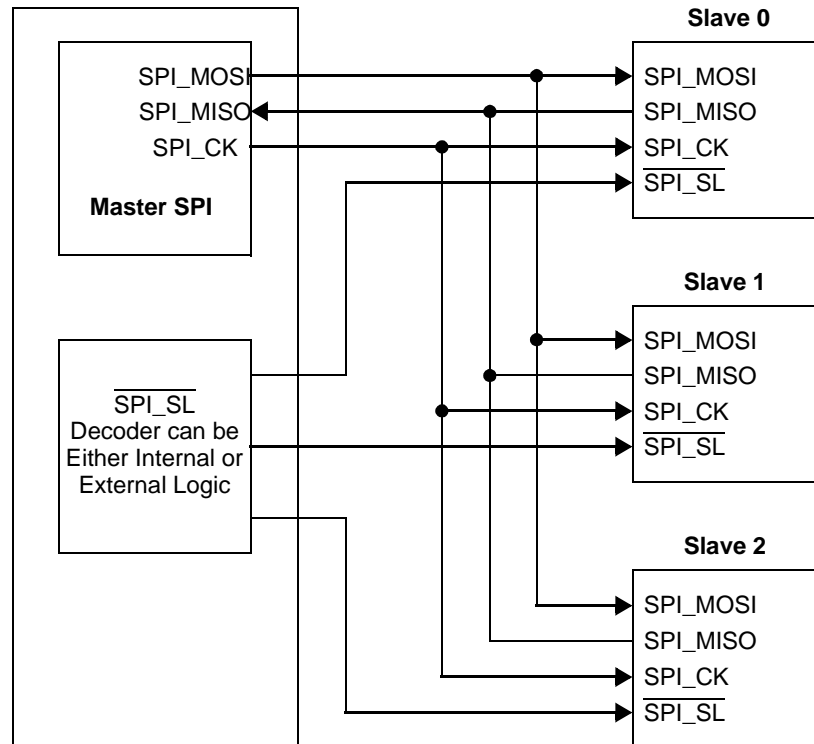 Slave 0
SPI_MOSI
SPI_MISO
SPI_CK
Master SPI
SPI_MOSI
SPI_MISO
SPI_CK
SPI_SL
Slave 1
SPI_MOSI
SPI_MISO
SPI_CK
SPI_SL
SPI_SL
Decoder can be
Either Internal or
External Logic
Slave 2
SPI_MOSI
SPI_MISO
SPI_CK
SPI_SL